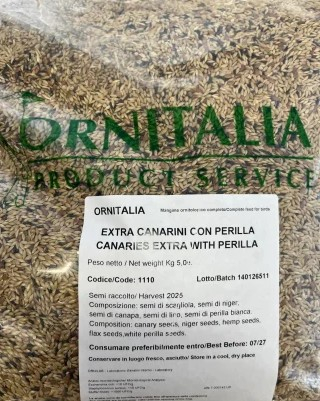 ORNITALIA
PRODUCT SERVICE
ORNITALIA Mangime ornitologico completo/Complete feed for birds
EXTRA CANARINI CON PERILLA
CANARIES EXTRA WITH PERILLA
Peso netto / Net weight Kg 5,0
Codice/Code: 1110 Lotto/Batch 140126511
Semi raccolto/ Harvest 2025
Composizione: semi di scagliola, semi di niger,
semi di canapa, semi di lino, semi di perilla bianca.
Composition: canary seeds, niger seeds, hemp seeds,
flax seeds,white perilla seeds.
Consumare preferibilmente entro/Best Before: 07/27
Conservare in luogo fresco, asciutto/ Store in a cool, dry place